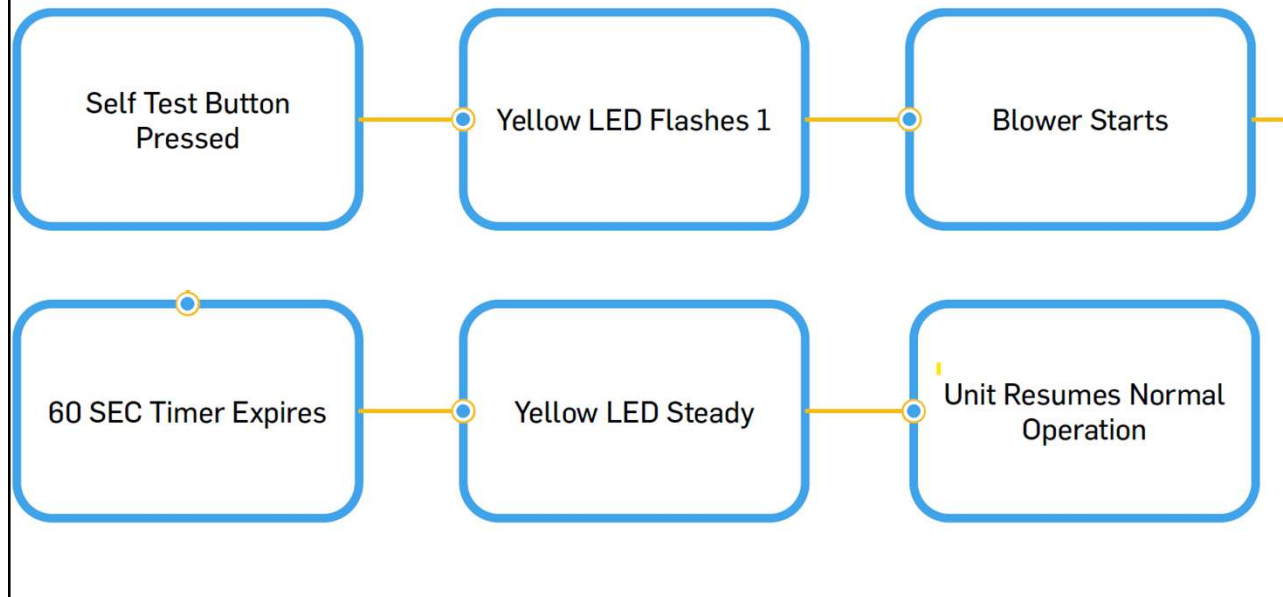 Self Test Button
Pressed
Yellow LED Flashes 1
Blower Starts
60 SEC Timer Expires
Yellow LED Steady
Unit Resumes Normal
Operation